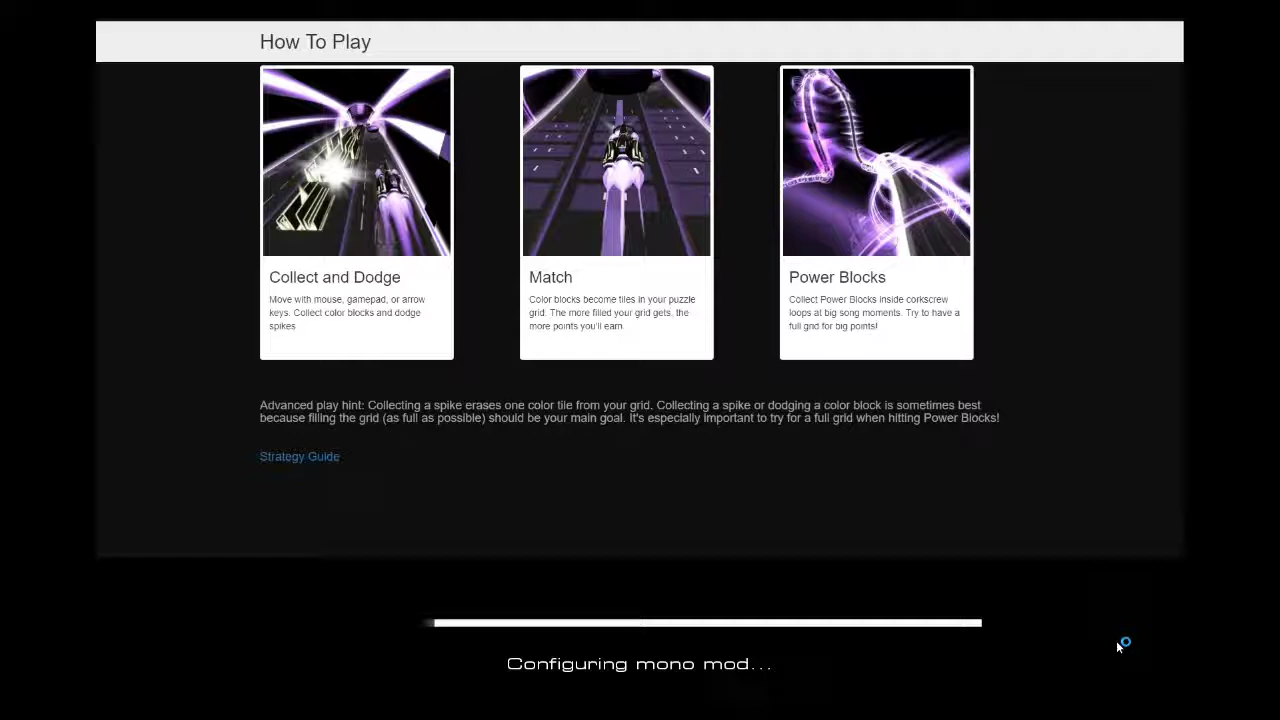 How To Play
Collect and Dodge
Move with mouse, gamepad, or arrow
keys. Collect color blocks and dodge
spikes
Match
Color blocks become tiles in your puzzle
grid. The more filled your grid gets, the
more points you'll earn.
Power Blocks
Collect Power Blocks inside corkscrew
loops at big song moments. Try to have a
full grid for big points!
Advanced play hint: Collecting a spike erases one color tile from your grid. Collecting a spike or dodging a color block is sometimes best
because filling the grid (as full as possible) should be your main goal. It's especially important to try for a full grid when hitting Power Blocks!
Strategy Guide
Configuring mono mod...